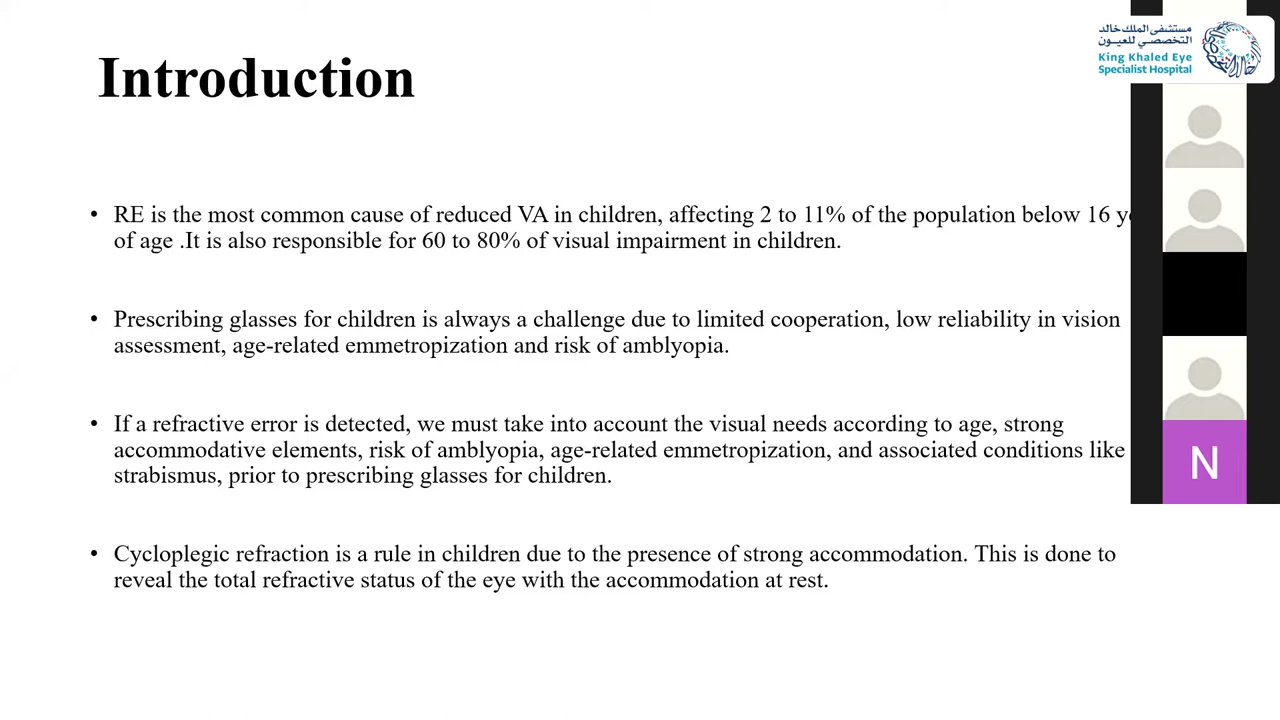 Introduction
مستشفى الملك خالد
التخصصي للعيون
King Khaled Eye
Specialist Hospital
• RE is the most common cause of reduced VA in children, affecting 2 to 11% of the population below 16
of age .It is also responsible for 60 to 80% of visual impairment in children.
• Prescribing glasses for children is always a challenge due to limited cooperation, low reliability in vision
assessment, age-related emmetropization and risk of amblyopia.
• If a refractive error is detected, we must take into account the visual needs according to age, strong
accommodative elements, risk of amblyopia, age-related emmetropization, and associated conditions like
strabismus, prior to prescribing glasses for children.
• Cycloplegic refraction is a rule in children due to the presence of strong accommodation. This is done to
reveal the total refractive status of the eye with the accommodation at rest.
N